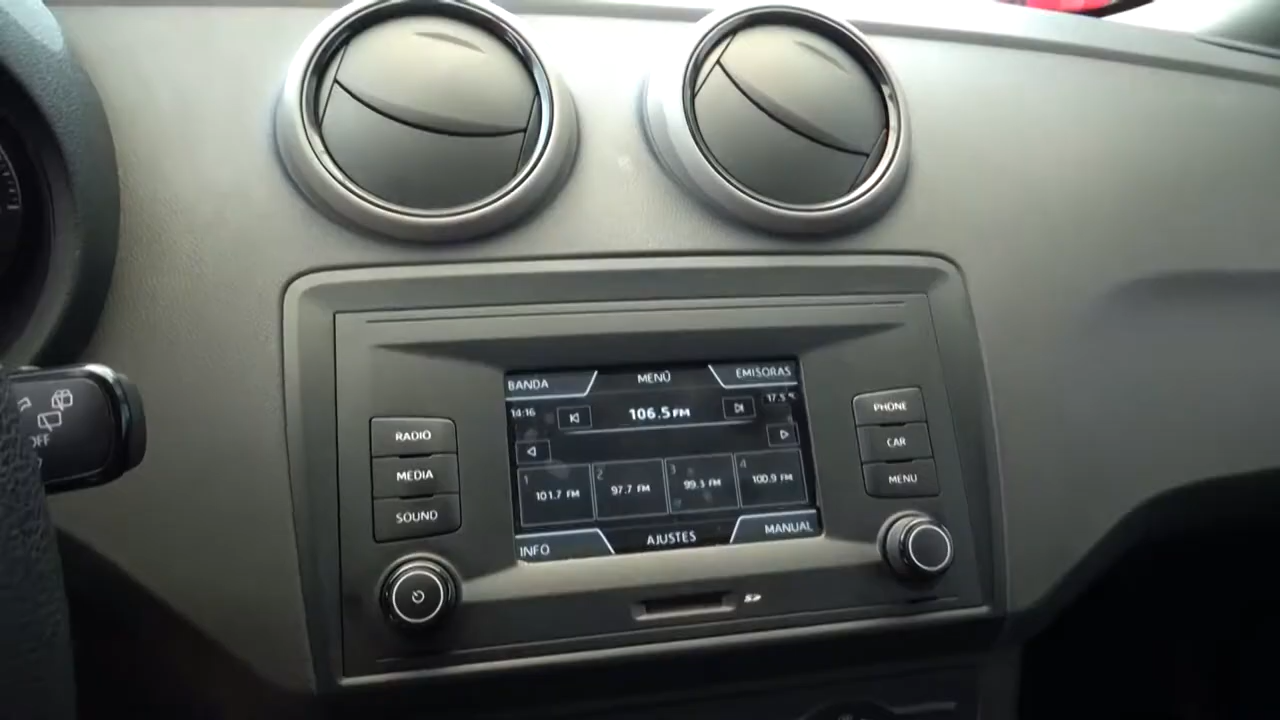 BANDA MENÚ EMISORAS
14:16 106.5 FM 17.5
1 2 3 4
101.7 FM 97.7 FM 99.3 FM 100.9 FM
INFO AJUSTES MANUAL
RADIO
MEDIA
SOUND
PHONE
CAR
MENU
SD
OFF